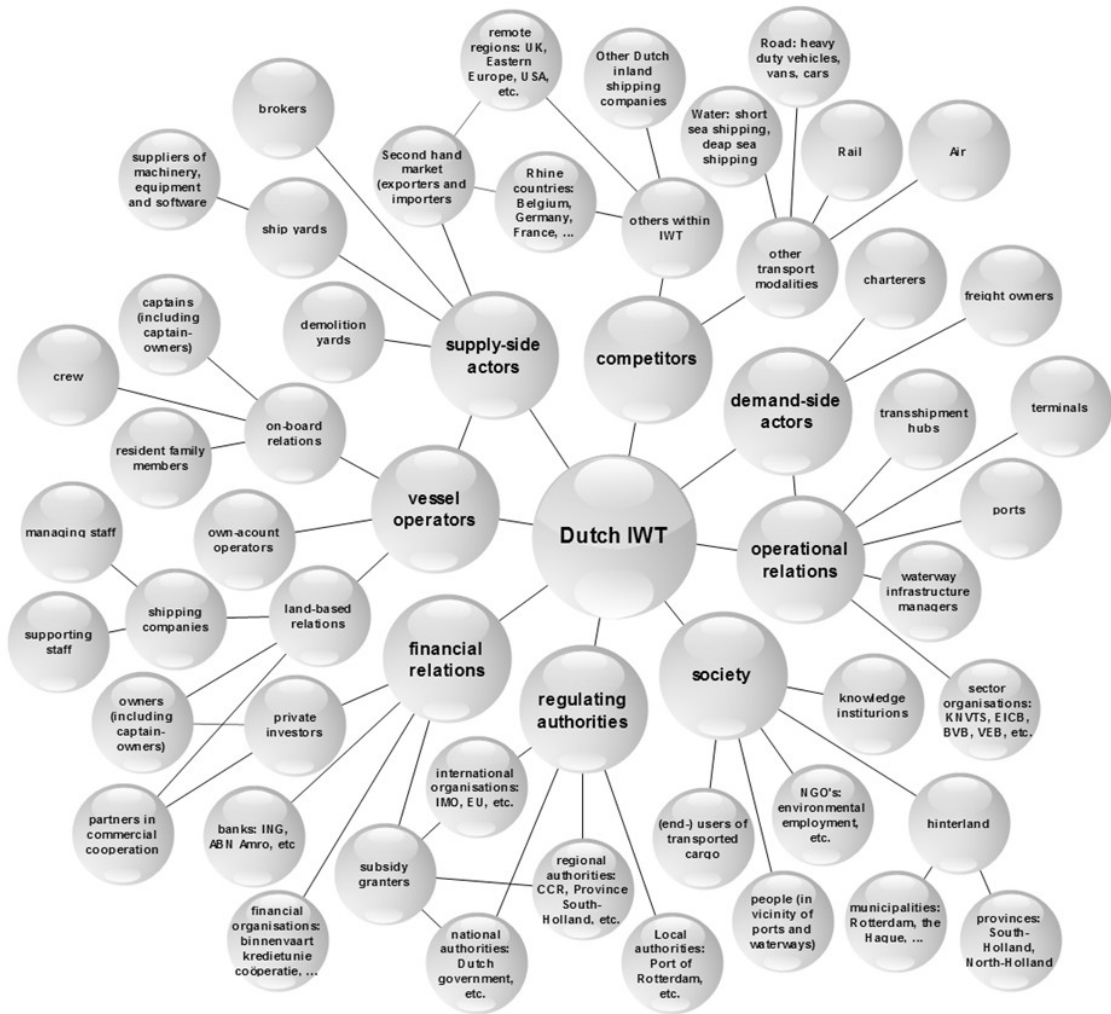 remote
regions: UK,
Eastern
Europe, USA,
etc.
Other Dutch
inland
shipping
companies
Road: heavy
duty vehicles,
vans, cars
brokers
Water: short
sea shipping,
deap sea
shipping
Rail
Air
suppliers of
machinery,
equipment
and software
Second hand
market
(exporters and
importers
Rhine
countries:
Belgium,
Germany,
France, ...
ship yards
others within
IWT
other
transport
modalities
charterers
freight owners
captains
(including
captain-
owners)
demolition
yards
supply-side
actors
competitors
crew
demand-side
actors
transshipment
hubs
terminals
on-board
relations
resident family
members
vessel
operators
managing staff
own-acount
operators
Dutch IWT
operational
relations
ports
waterway
infrastructure
managers
shipping
companies
land-based
relations
supporting
staff
financial
relations
society
regulating
authorities
knowledge
institurions
sector
organisations:
KNVTS, EICB,
BVB, VEB, etc.
owners
(including
captain-
owners)
private
investors
international
organisations:
IMO, EU, etc.
partners in
commercial
cooperation
banks: ING,
ABN Amro, etc
(end-) users of
transported
cargo
NGO's:
environmental
employment,
etc.
hinterland
subsidy
granters
regional
authorities:
CCR, Province
South-
Holland, etc.
financial
organisations:
binnenvaart
kredietunie
coöperatie, ...
national
authorities:
Dutch
government,
etc.
Local
authorities:
Port of
Rotterdam,
etc.
people (in
vicinity of
ports and
waterways)
municipalities:
Rotterdam, the
Haque, ...
provinces:
South-
Holland,
North-Holland